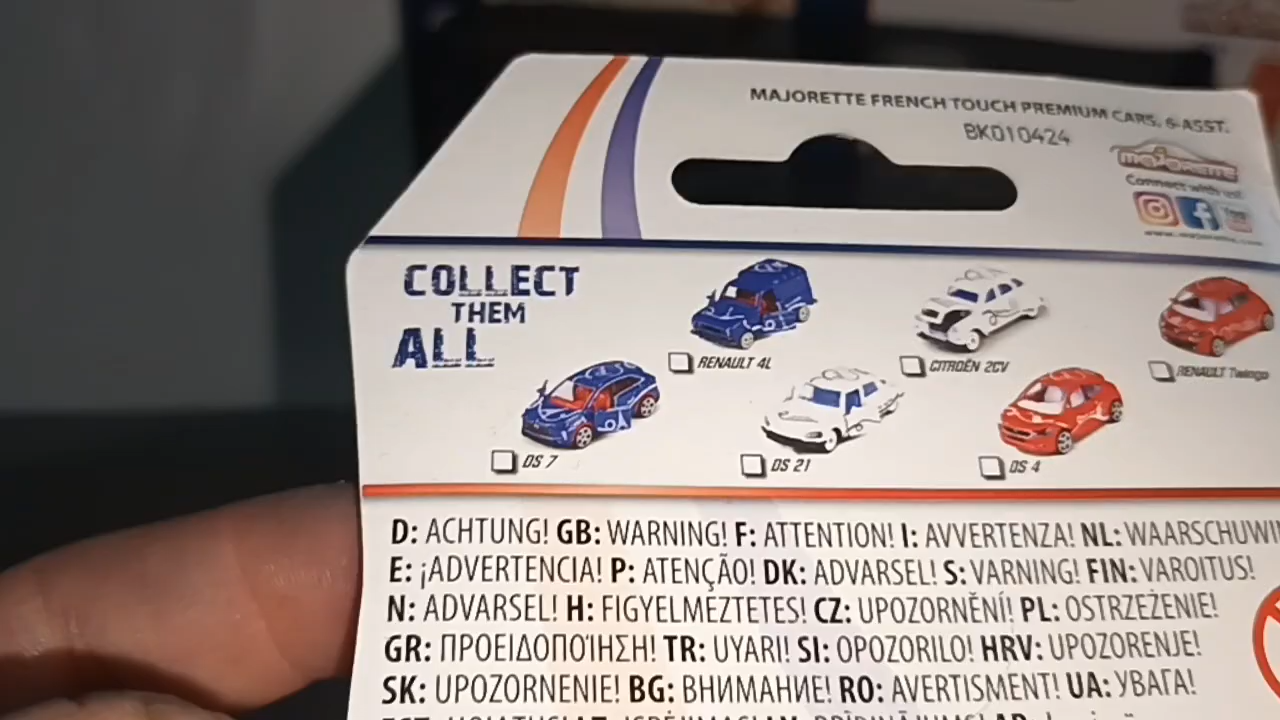 MAJORETTE FRENCH TOUCH PREMIUM CARS, 6-ASST.
BK010424
MAJORETTE
Connect with us!
COLLECT
THEM
ALL
RENAULT 4L
CITROËN 2CV
RENAULT Twingo
DS 7
DS 21
DS 4
D: ACHTUNG! GB: WARNING! F: ATTENTION! I: AVVERTENZA! NL: WAARSCHUWI
E: ¡ADVERTENCIA! P: ATENÇÃO! DK: ADVARSEL! S: VARNING! FIN: VAROITUS!
N: ADVARSEL! H: FIGYELMEZTETES! CZ: UPOZORNĚNÍ! PL: OSTRZEŻENIE!
GR: ΠΡΟΕΙΔΟΠΟΊΗΣΗ! TR: UYARI! SI: OPOZORILO! HRV: UPOZORENJE!
SK: UPOZORNENIE! BG: ВНИМАНИЕ! RO: AVERTISMENT! UA: УВАГА!